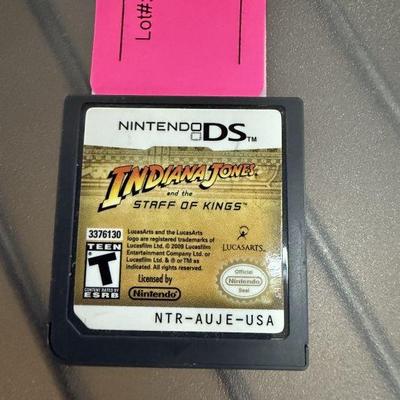 Lot#:
NINTENDO DS™
INDIANA JONES
and the
STAFF OF KINGS™
3376130
TEEN
T
CONTENT RATED BY
ESRB
LucasArts and the LucasArts
logo are registered trademarks of
Lucasfilm Ltd. © 2009 Lucasfilm
Entertainment Company Ltd. or
Lucasfilm Ltd. & ® or TM as
indicated. All rights reserved.
LUCASARTS.
Licensed by
Nintendo
Official
Nintendo
Seal
NTR-AUJE-USA